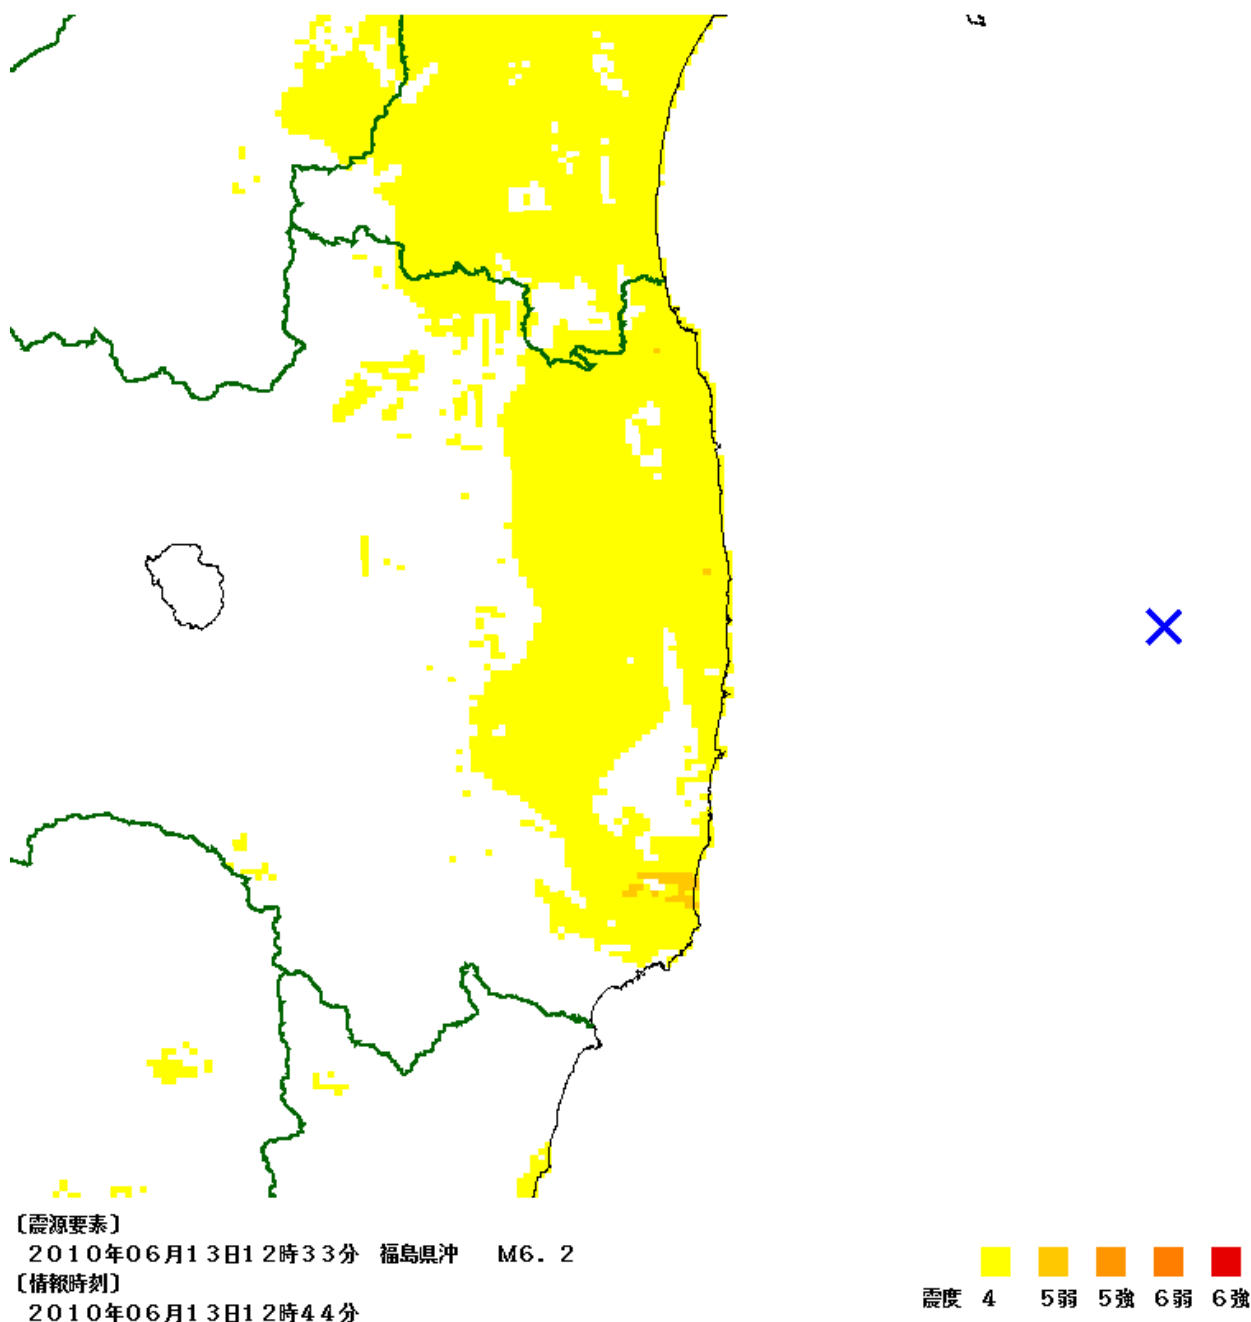 〔震源要素〕
２０１０年０６月１３日１２時３３分 福島県沖 Ｍ６．２
〔情報時刻〕
２０１０年０６月１３日１２時４４分
震度 ４ ５弱 ５強 ６弱 ６強